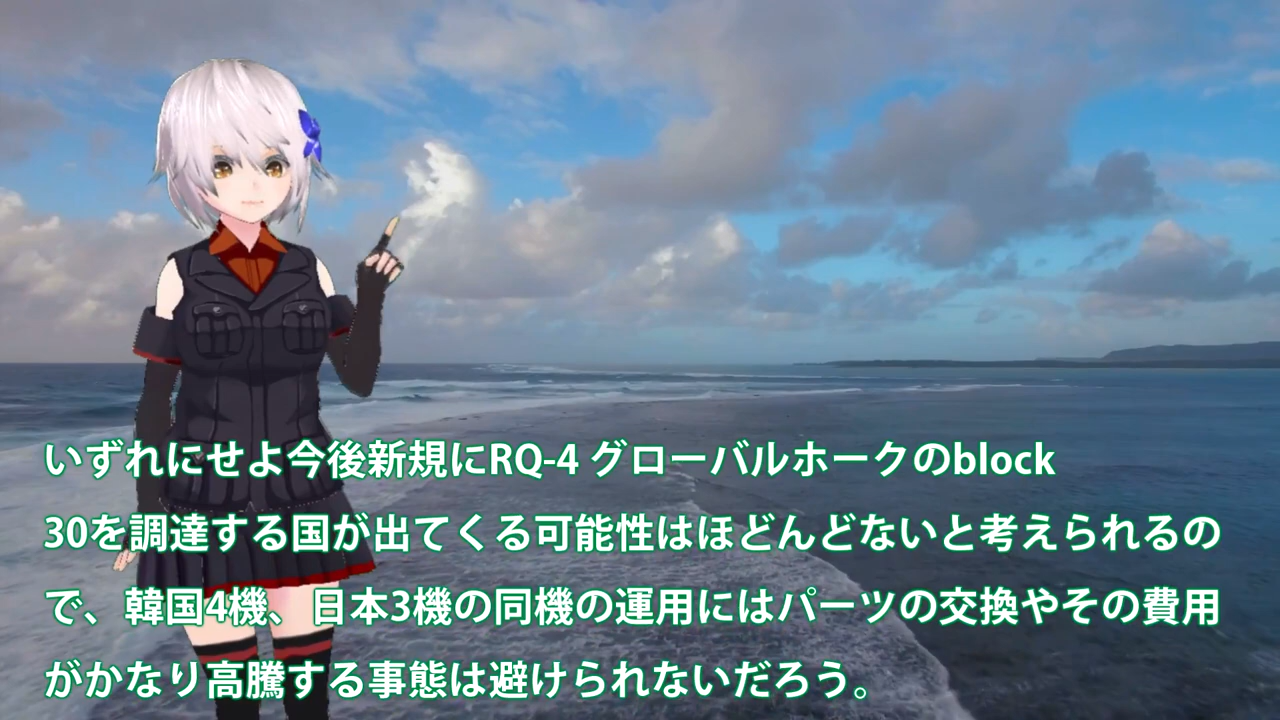 いずれにせよ今後新規にRQ-4 グローバルホークのblock
30を調達する国が出てくる可能性はほどんどないと考えられるの
で、韓国4機、日本3機の同機の運用にはパーツの交換やその費用
がかなり高騰する事態は避けられないだろう。